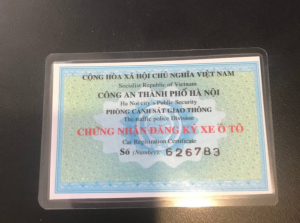 CỘNG HÒA XÃ HỘI CHỦ NGHĨA VIỆT NAM
Socialist Republic of Vietnam
CÔNG AN THÀNH PHỐ HÀ NỘI
Ha Noi city's Public Security
PHÒNG CẢNH SÁT GIAO THÔNG
The traffic police Division
CHỨNG NHẬN ĐĂNG KÝ XE Ô TÔ
Car Registration Certificate
Số (Number): 626783